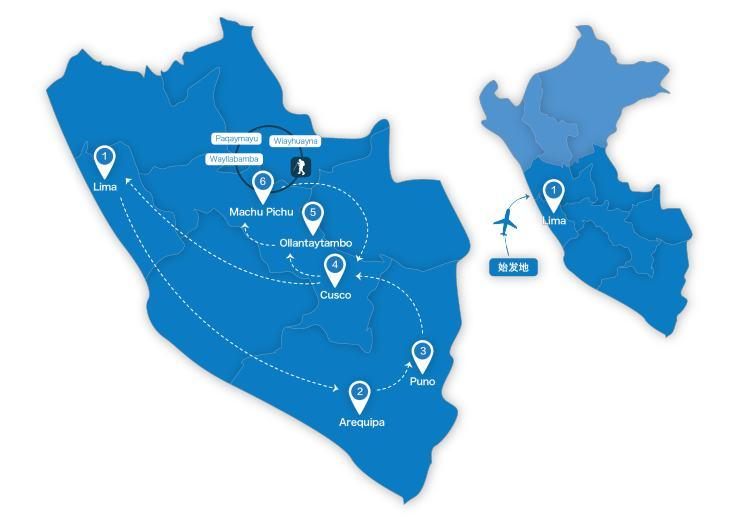 Paqaymayu
Wiayhuayna
Wayllabamba
1
Lima
6
Machu Pichu
5
Ollantaytambo
4
Cusco
3
Puno
2
Arequipa
1
Lima
始发地